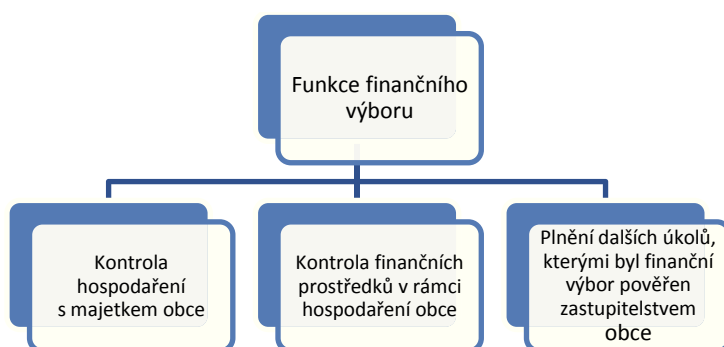 Funkce finančního
výboru
Kontrola
hospodaření
s majetkem obce
Kontrola finančních
prostředků v rámci
hospodaření obce
Plnění dalších úkolů,
kterými byl finanční
výbor pověřen
zastupitelstvem
obce